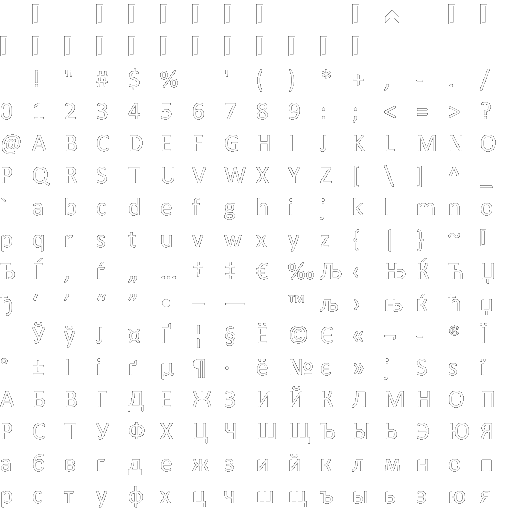 ! " # $ % ' ( ) * + , - . /
0 1 2 3 4 5 6 7 8 9 : ; < = > ?
@ A B C D E F G H I J K L M N O
P Q R S T U V W X Y Z [ \ ] ^ _
` a b c d e f g h i j k l m n o
p q r s t u v w x y z { | } ~
Ђ Ѓ ‚ ѓ „ … † ‡ € ‰ Љ ‹ Њ Ќ Ћ Џ
ђ ‘ ’ “ ” • – — ™ љ › њ ќ ћ џ
Ў ў Ј ¤ Ґ ¦ § Ё © Є « ¬ - ® Ї
° ± І і ґ µ ¶ · ё № є » ј Ѕ ѕ ї
А Б В Г Д Е Ж З И Й К Л М Н О П
Р С Т У Ф Х Ц Ч Ш Щ Ъ Ы Ь Э Ю Я
а б в г д е ж з и й к л м н о п
р с т у ф х ц ч ш щ ъ ы ь э ю я